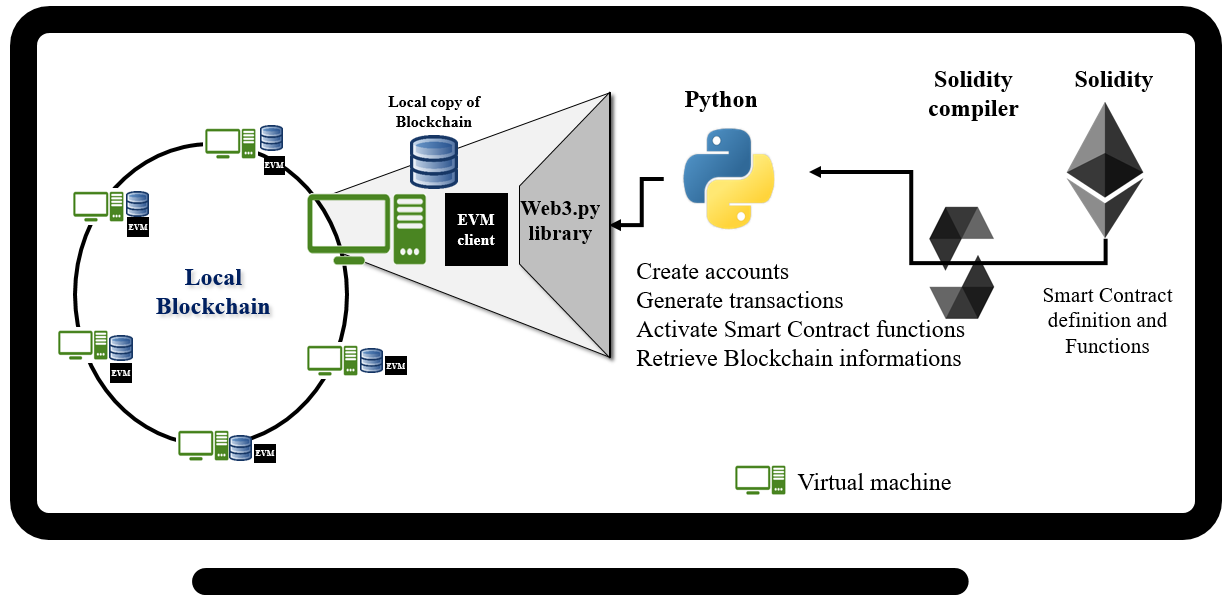 Solidity
compiler
Solidity
Python
Local copy of
Blockchain
EVM
EVM
EVM
client
Web3.py
library
Local
Blockchain
Create accounts
Generate transactions
Activate Smart Contract functions
Retrieve Blockchain informations
Smart Contract
definition and
Functions
EVM
EVM
EVM
Virtual machine